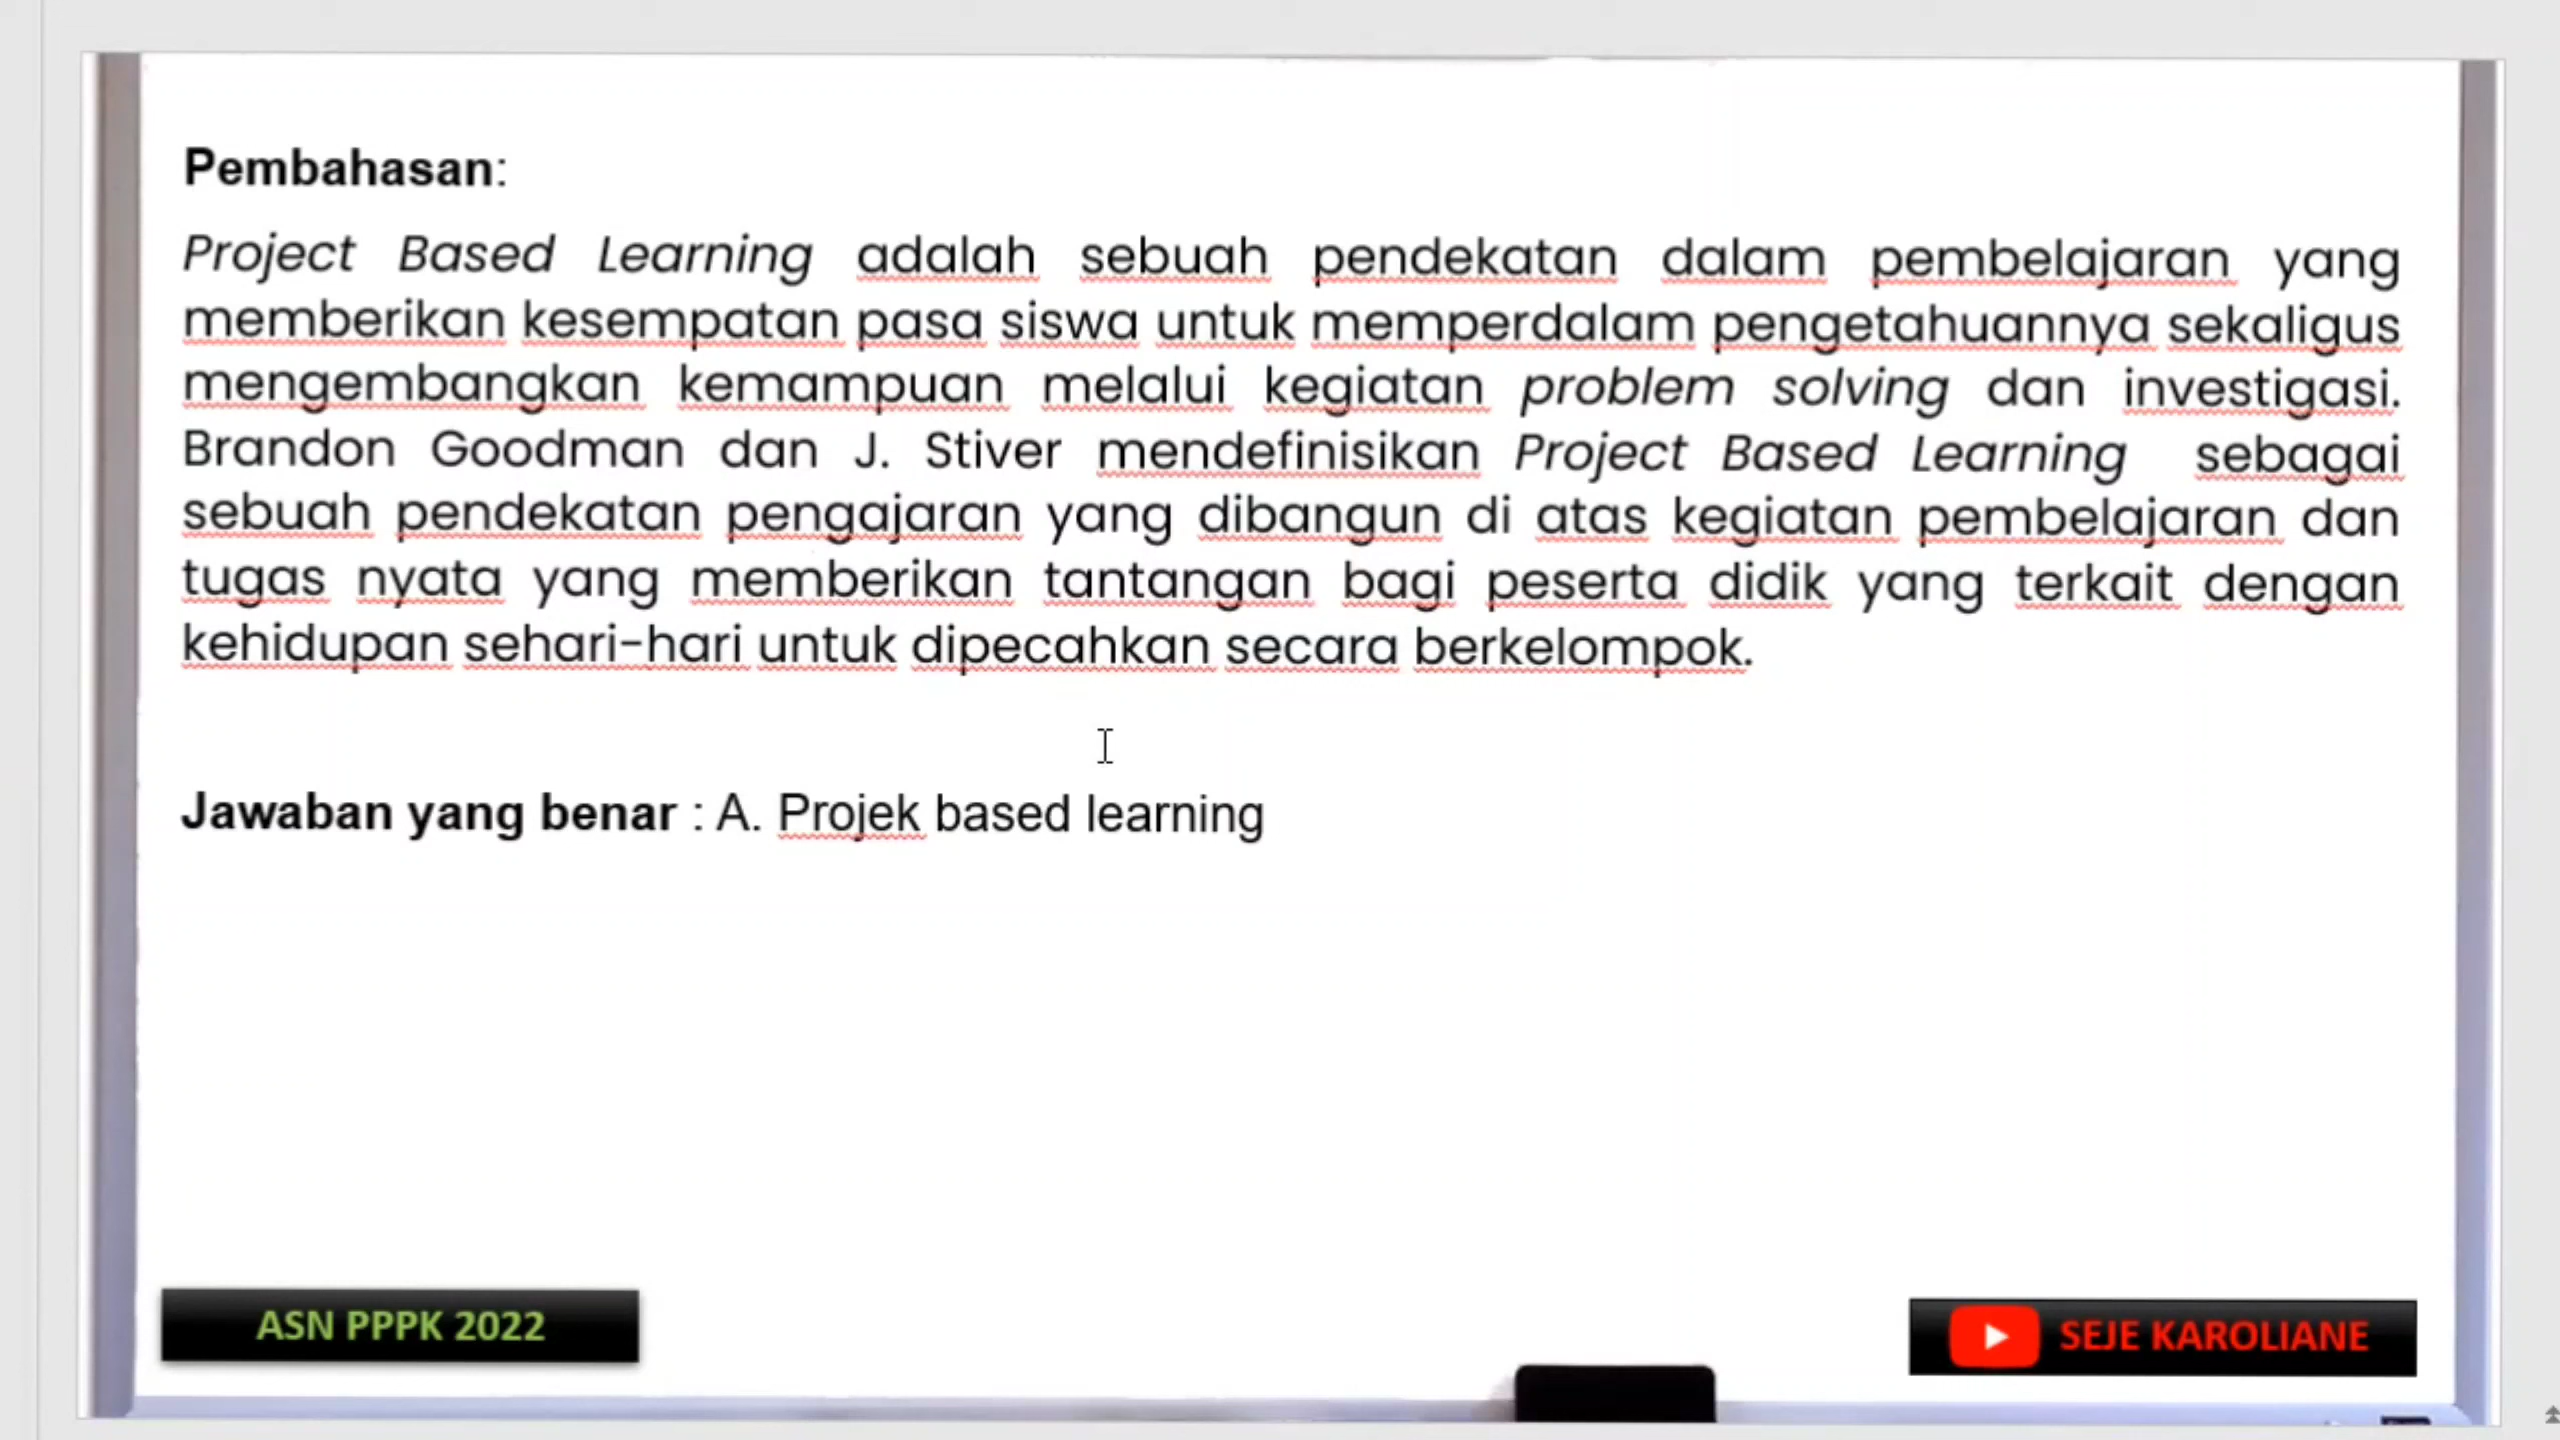 Pembahasan:
Project Based Learning adalah sebuah pendekatan dalam pembelajaran yang
memberikan kesempatan pasa siswa untuk memperdalam pengetahuannya sekaligus
mengembangkan kemampuan melalui kegiatan problem solving dan investigasi.
Brandon Goodman dan J. Stiver mendefinisikan Project Based Learning sebagai
sebuah pendekatan pengajaran yang dibangun di atas kegiatan pembelajaran dan
tugas nyata yang memberikan tantangan bagi peserta didik yang terkait dengan
kehidupan sehari-hari untuk dipecahkan secara berkelompok.
Jawaban yang benar : A. Projek based learning
ASN PPPK 2022
SEJE KAROLIANE